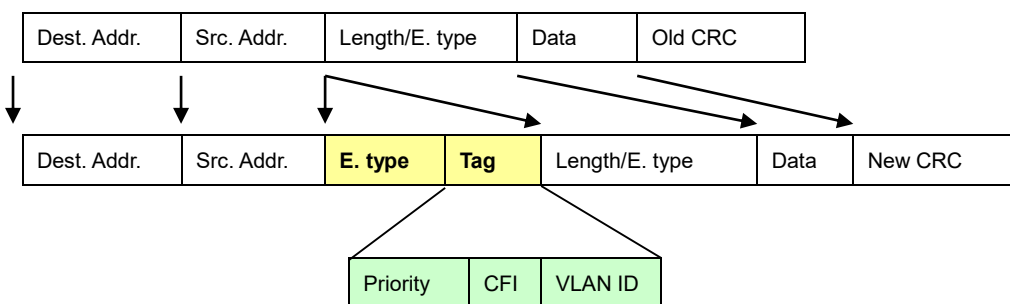 Dest. Addr. Src. Addr. Length/E. type Data Old CRC
Dest. Addr. Src. Addr. E. type Tag Length/E. type Data New CRC
Priority CFI VLAN ID